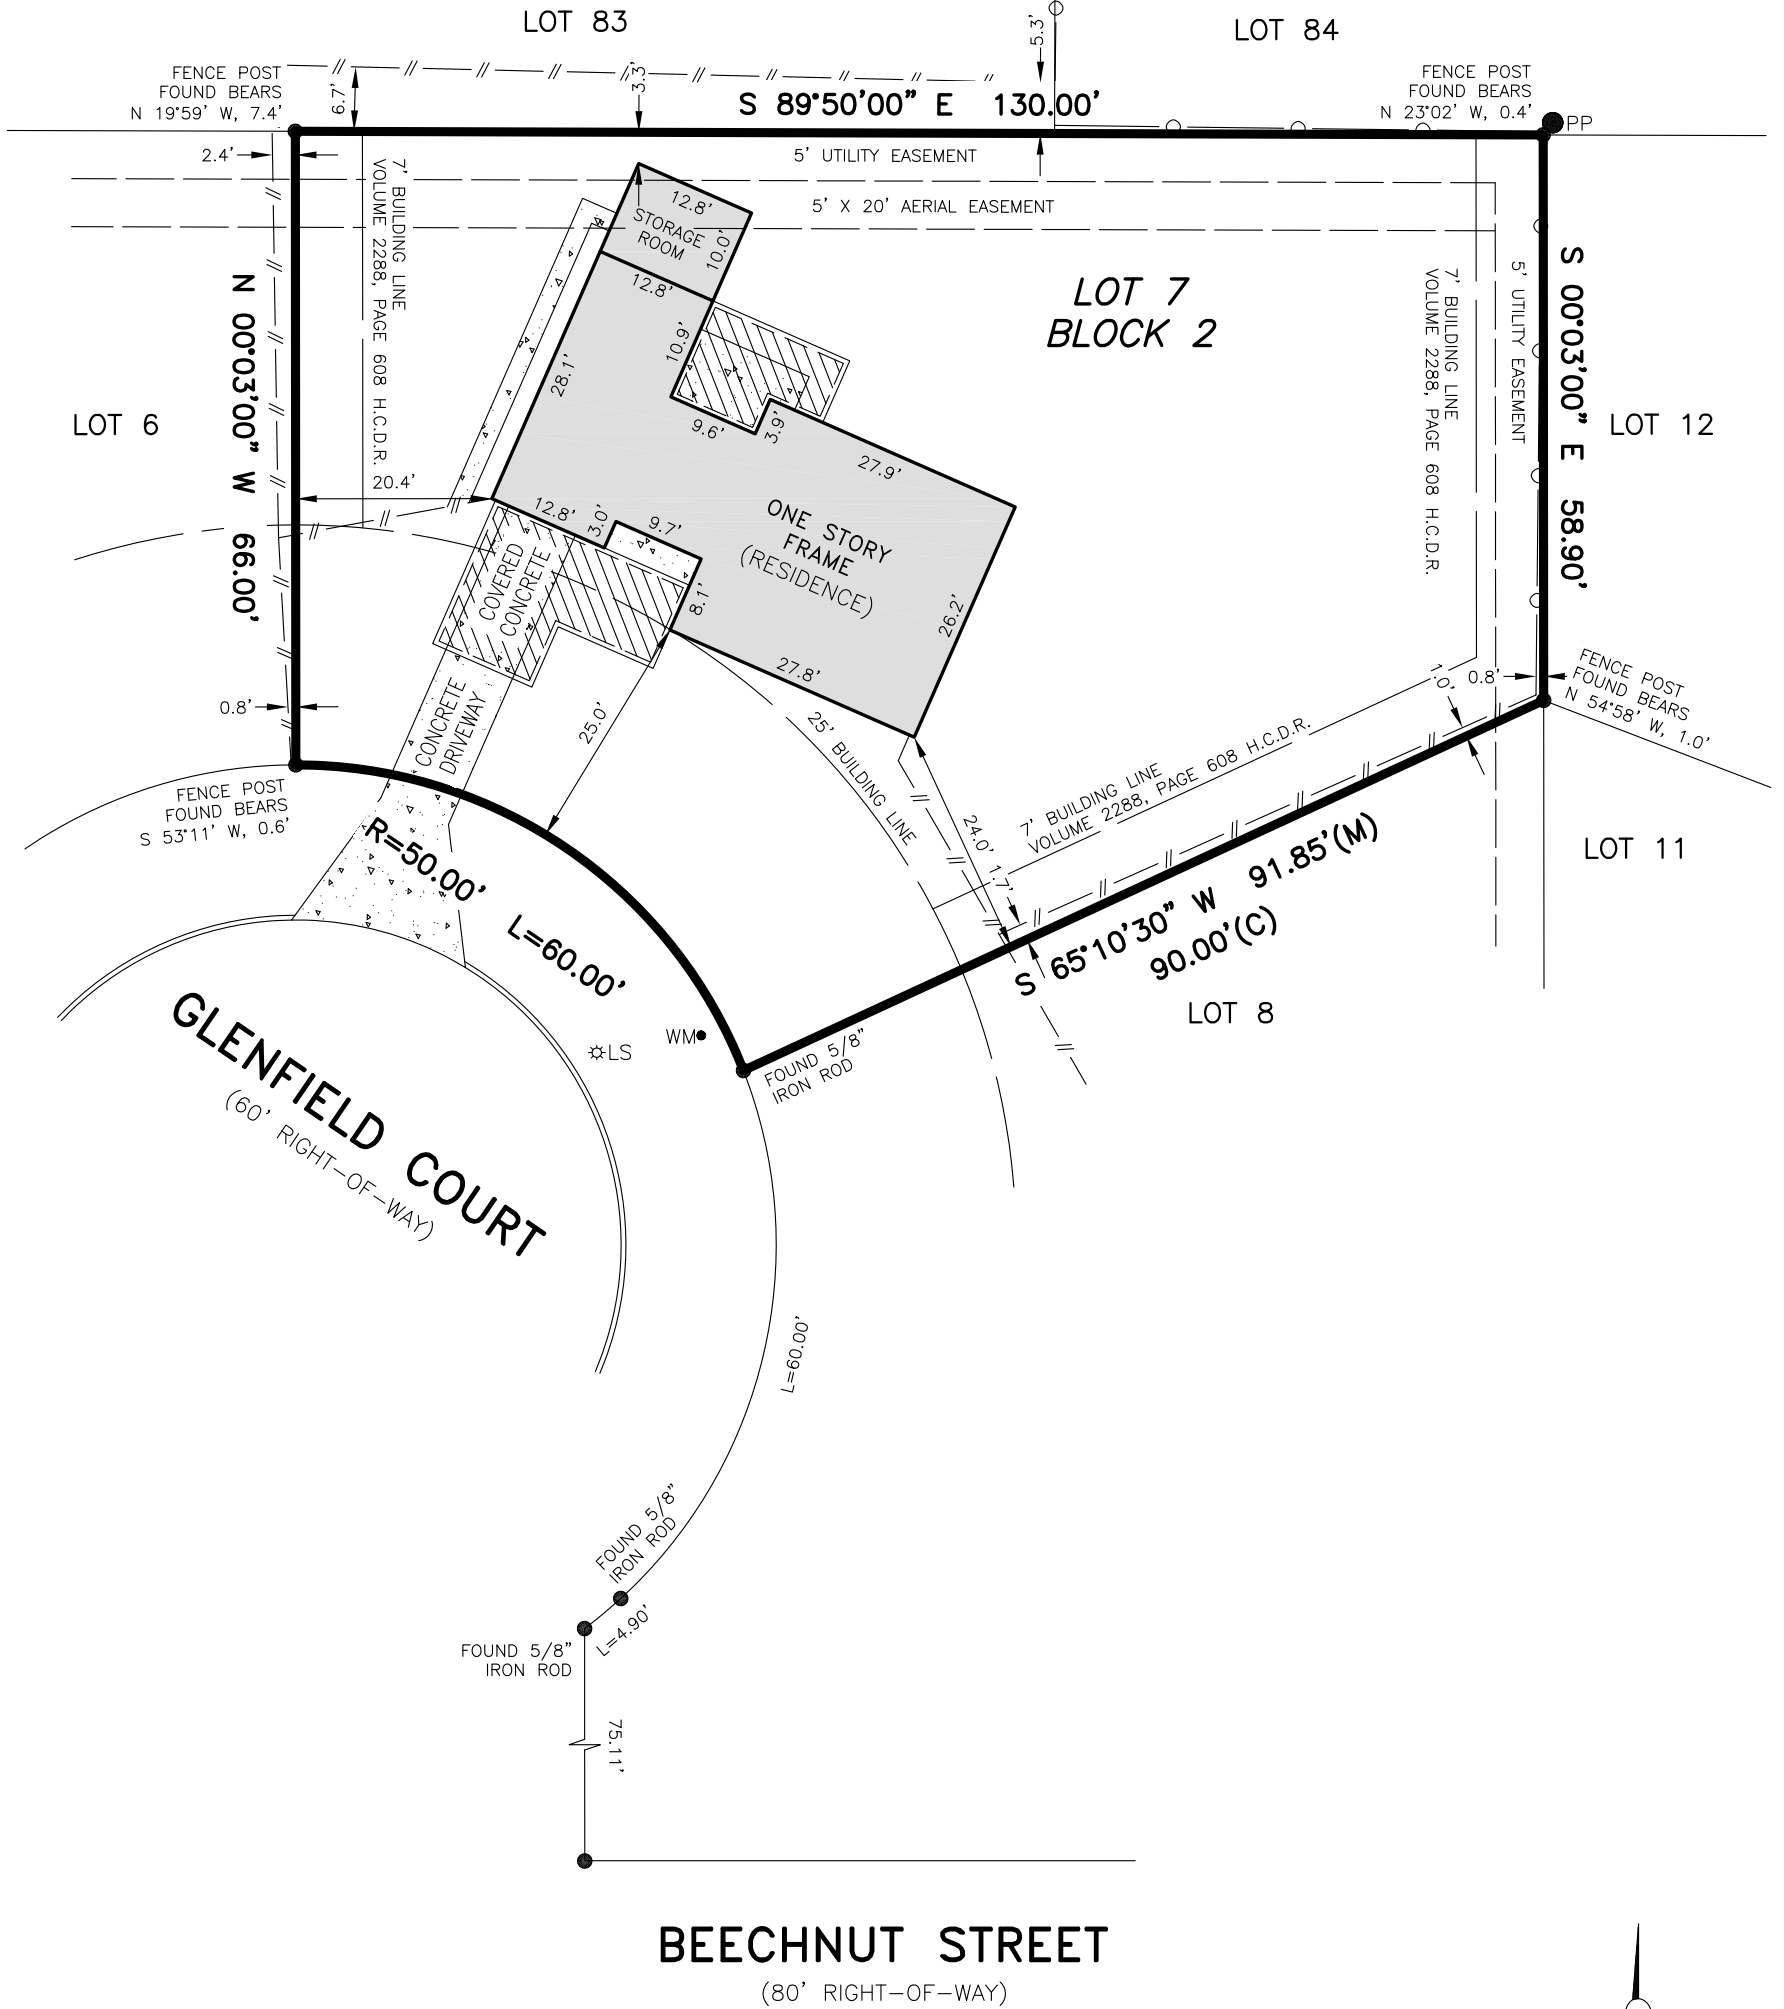 LOT 83
LOT 84
5.3'
FENCE POST
FOUND BEARS
N 19°59' W, 7.4'
6.7'
3.3'
S 89°50'00" E 130.00'
FENCE POST
FOUND BEARS
N 23°02' W, 0.4'
PP
2.4'
5' UTILITY EASEMENT
5' X 20' AERIAL EASEMENT
7' BUILDING LINE
VOLUME 2288, PAGE 608 H.C.D.R.
12.8'
STORAGE
ROOM
10.0'
12.8'
10.9'
28.1'
9.6'
3.9'
27.9'
LOT 7
BLOCK 2
7' BUILDING LINE
VOLUME 2288, PAGE 608 H.C.D.R.
5' UTILITY EASEMENT
S 00°03'00" E 58.90'
N 00°03'00" W 66.00'
LOT 6
LOT 12
20.4'
12.8'
3.0'
9.7'
ONE STORY
FRAME
(RESIDENCE)
COVERED
CONCRETE
8.1'
26.2'
27.8'
0.8'
CONCRETE
DRIVEWAY
25.0'
25' BUILDING LINE
1.0'
0.8'
FENCE POST
FOUND BEARS
N 54°58' W, 1.0'
7' BUILDING LINE
VOLUME 2288, PAGE 608 H.C.D.R.
24.0'
1.7'
FENCE POST
FOUND BEARS
S 53°11' W, 0.6'
R=50.00'
L=60.00'
S 65°10'30" W 91.85'(M)
90.00'(C)
LOT 11
LOT 8
WM
LS
FOUND 5/8"
IRON ROD
GLENFIELD COURT
(60' RIGHT-OF-WAY)
L=60.00'
FOUND 5/8"
IRON ROD
L=4.90'
FOUND 5/8"
IRON ROD
75.11'
BEECHNUT STREET
(80' RIGHT-OF-WAY)